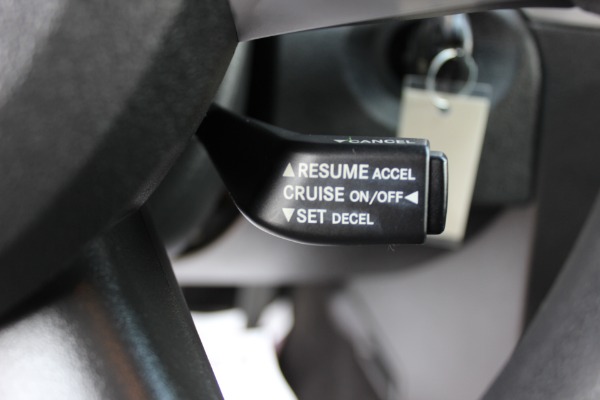 ▼CANCEL
▲RESUME ACCEL
CRUISE ON/OFF◀
▼SET DECEL